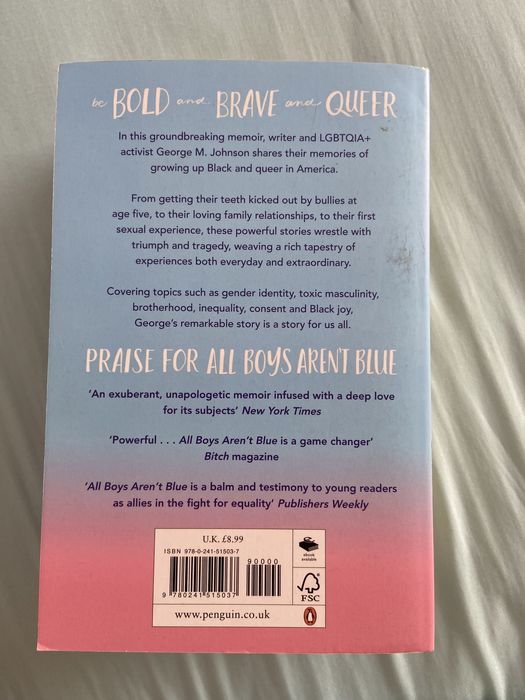 be BOLD and BRAVE and QUEER
In this groundbreaking memoir, writer and LGBTQIA+
activist George M. Johnson shares their memories of
growing up Black and queer in America.
From getting their teeth kicked out by bullies at
age five, to their loving family relationships, to their first
sexual experience, these powerful stories wrestle with
triumph and tragedy, weaving a rich tapestry of
experiences both everyday and extraordinary.
Covering topics such as gender identity, toxic masculinity,
brotherhood, inequality, consent and Black joy,
George's remarkable story is a story for us all.
PRAISE FOR ALL BOYS AREN'T BLUE
'An exuberant, unapologetic memoir infused with a deep love
for its subjects' New York Times
'Powerful . . . All Boys Aren't Blue is a game changer'
Bitch magazine
'All Boys Aren't Blue is a balm and testimony to young readers
as allies in the fight for equality' Publishers Weekly
U.K. £8.99
ISBN 978-0-241-51503-7
90000
9 780241 515037
ebook
available
FSC
www.penguin.co.uk